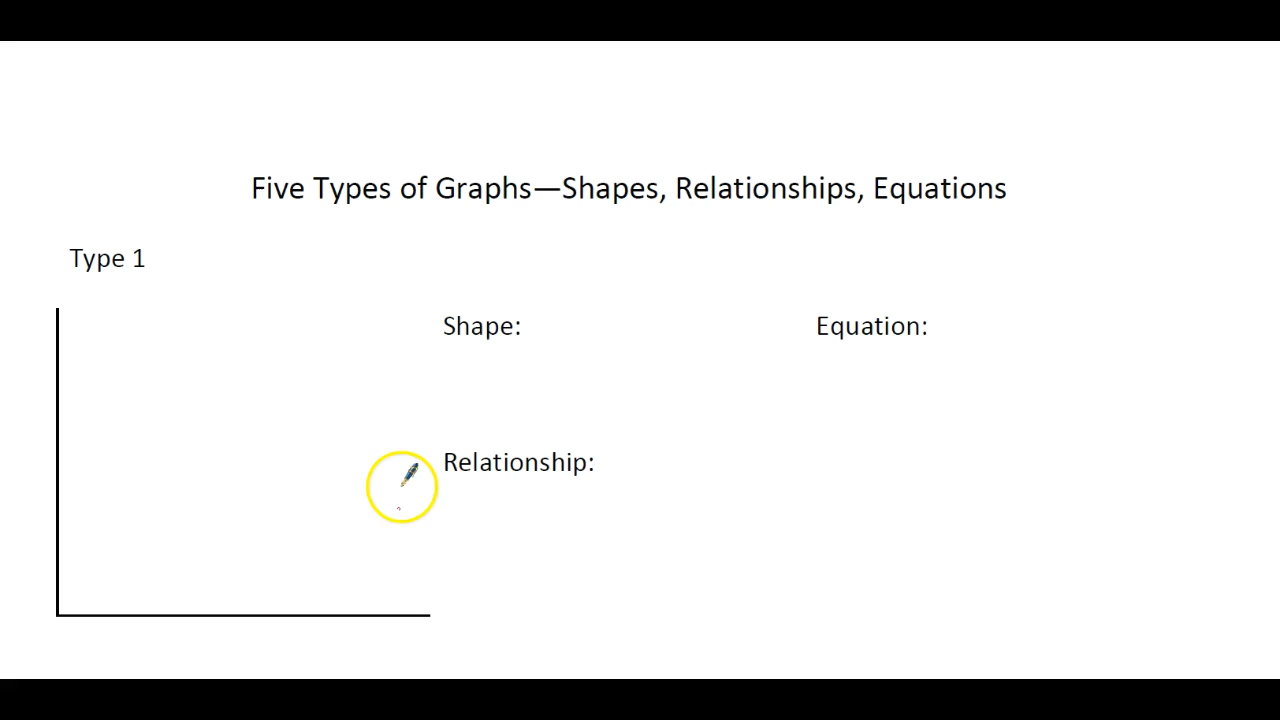 Five Types of Graphs—Shapes, Relationships, Equations
Type 1
Shape:
Equation:
Relationship: